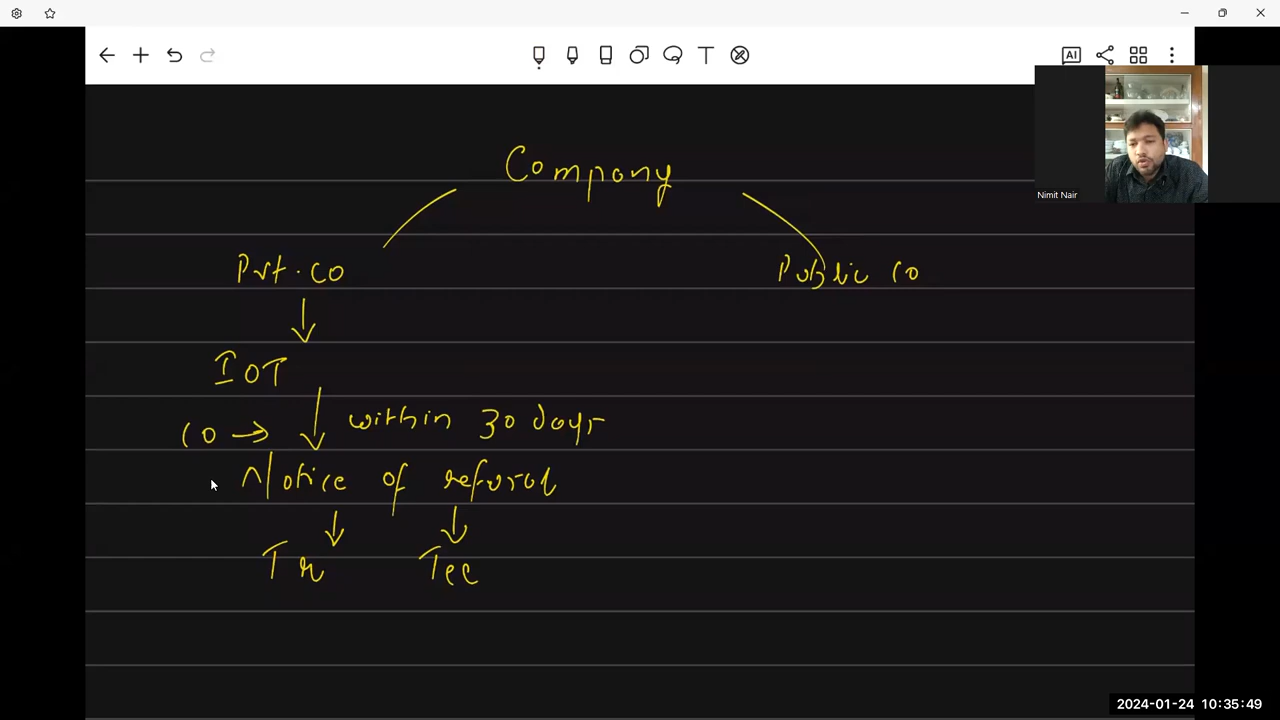 AI
Nimit Nair
Company
Pvt. Co
Public Co
IOT
Co → within 30 days
Notice of refusal
Tr Tee
2024-01-24 10:35:49